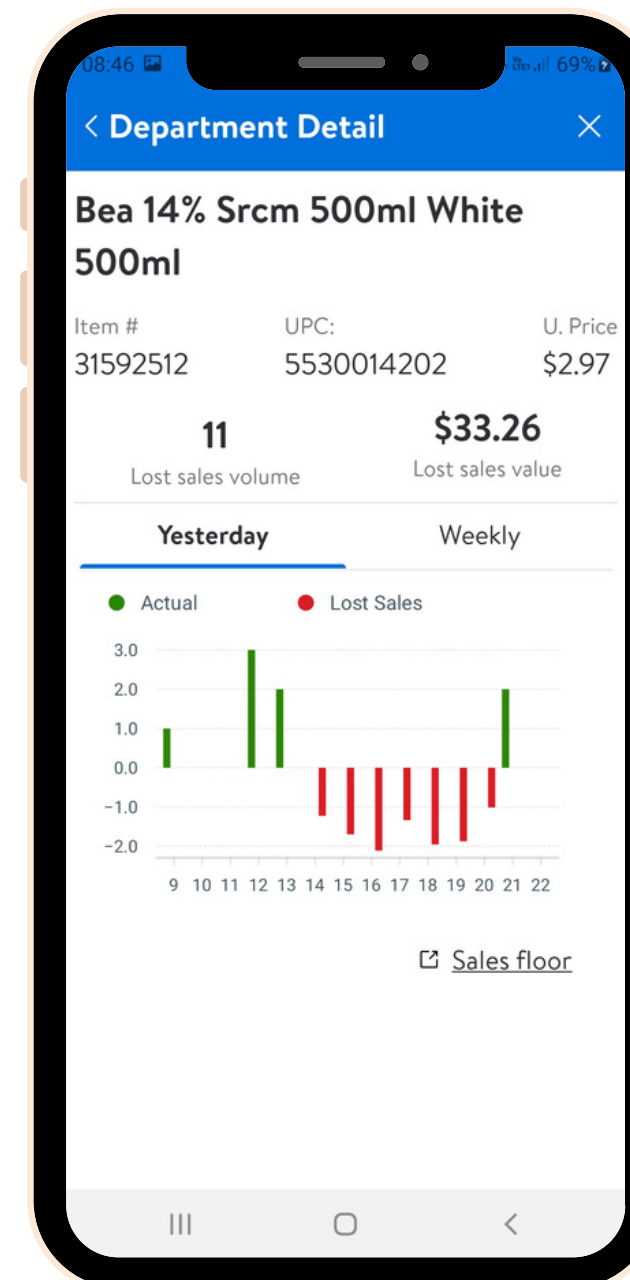 08:46 69%
Department Detail
Bea 14% Srcm 500ml White
500ml
Item # UPC: U. Price
31592512 5530014202 $2.97
11 $33.26
Lost sales volume Lost sales value
Yesterday Weekly
Actual Lost Sales
3.0
2.0
1.0
0.0
−1.0
−2.0
9 10 11 12 13 14 15 16 17 18 19 20 21 22
Sales floor